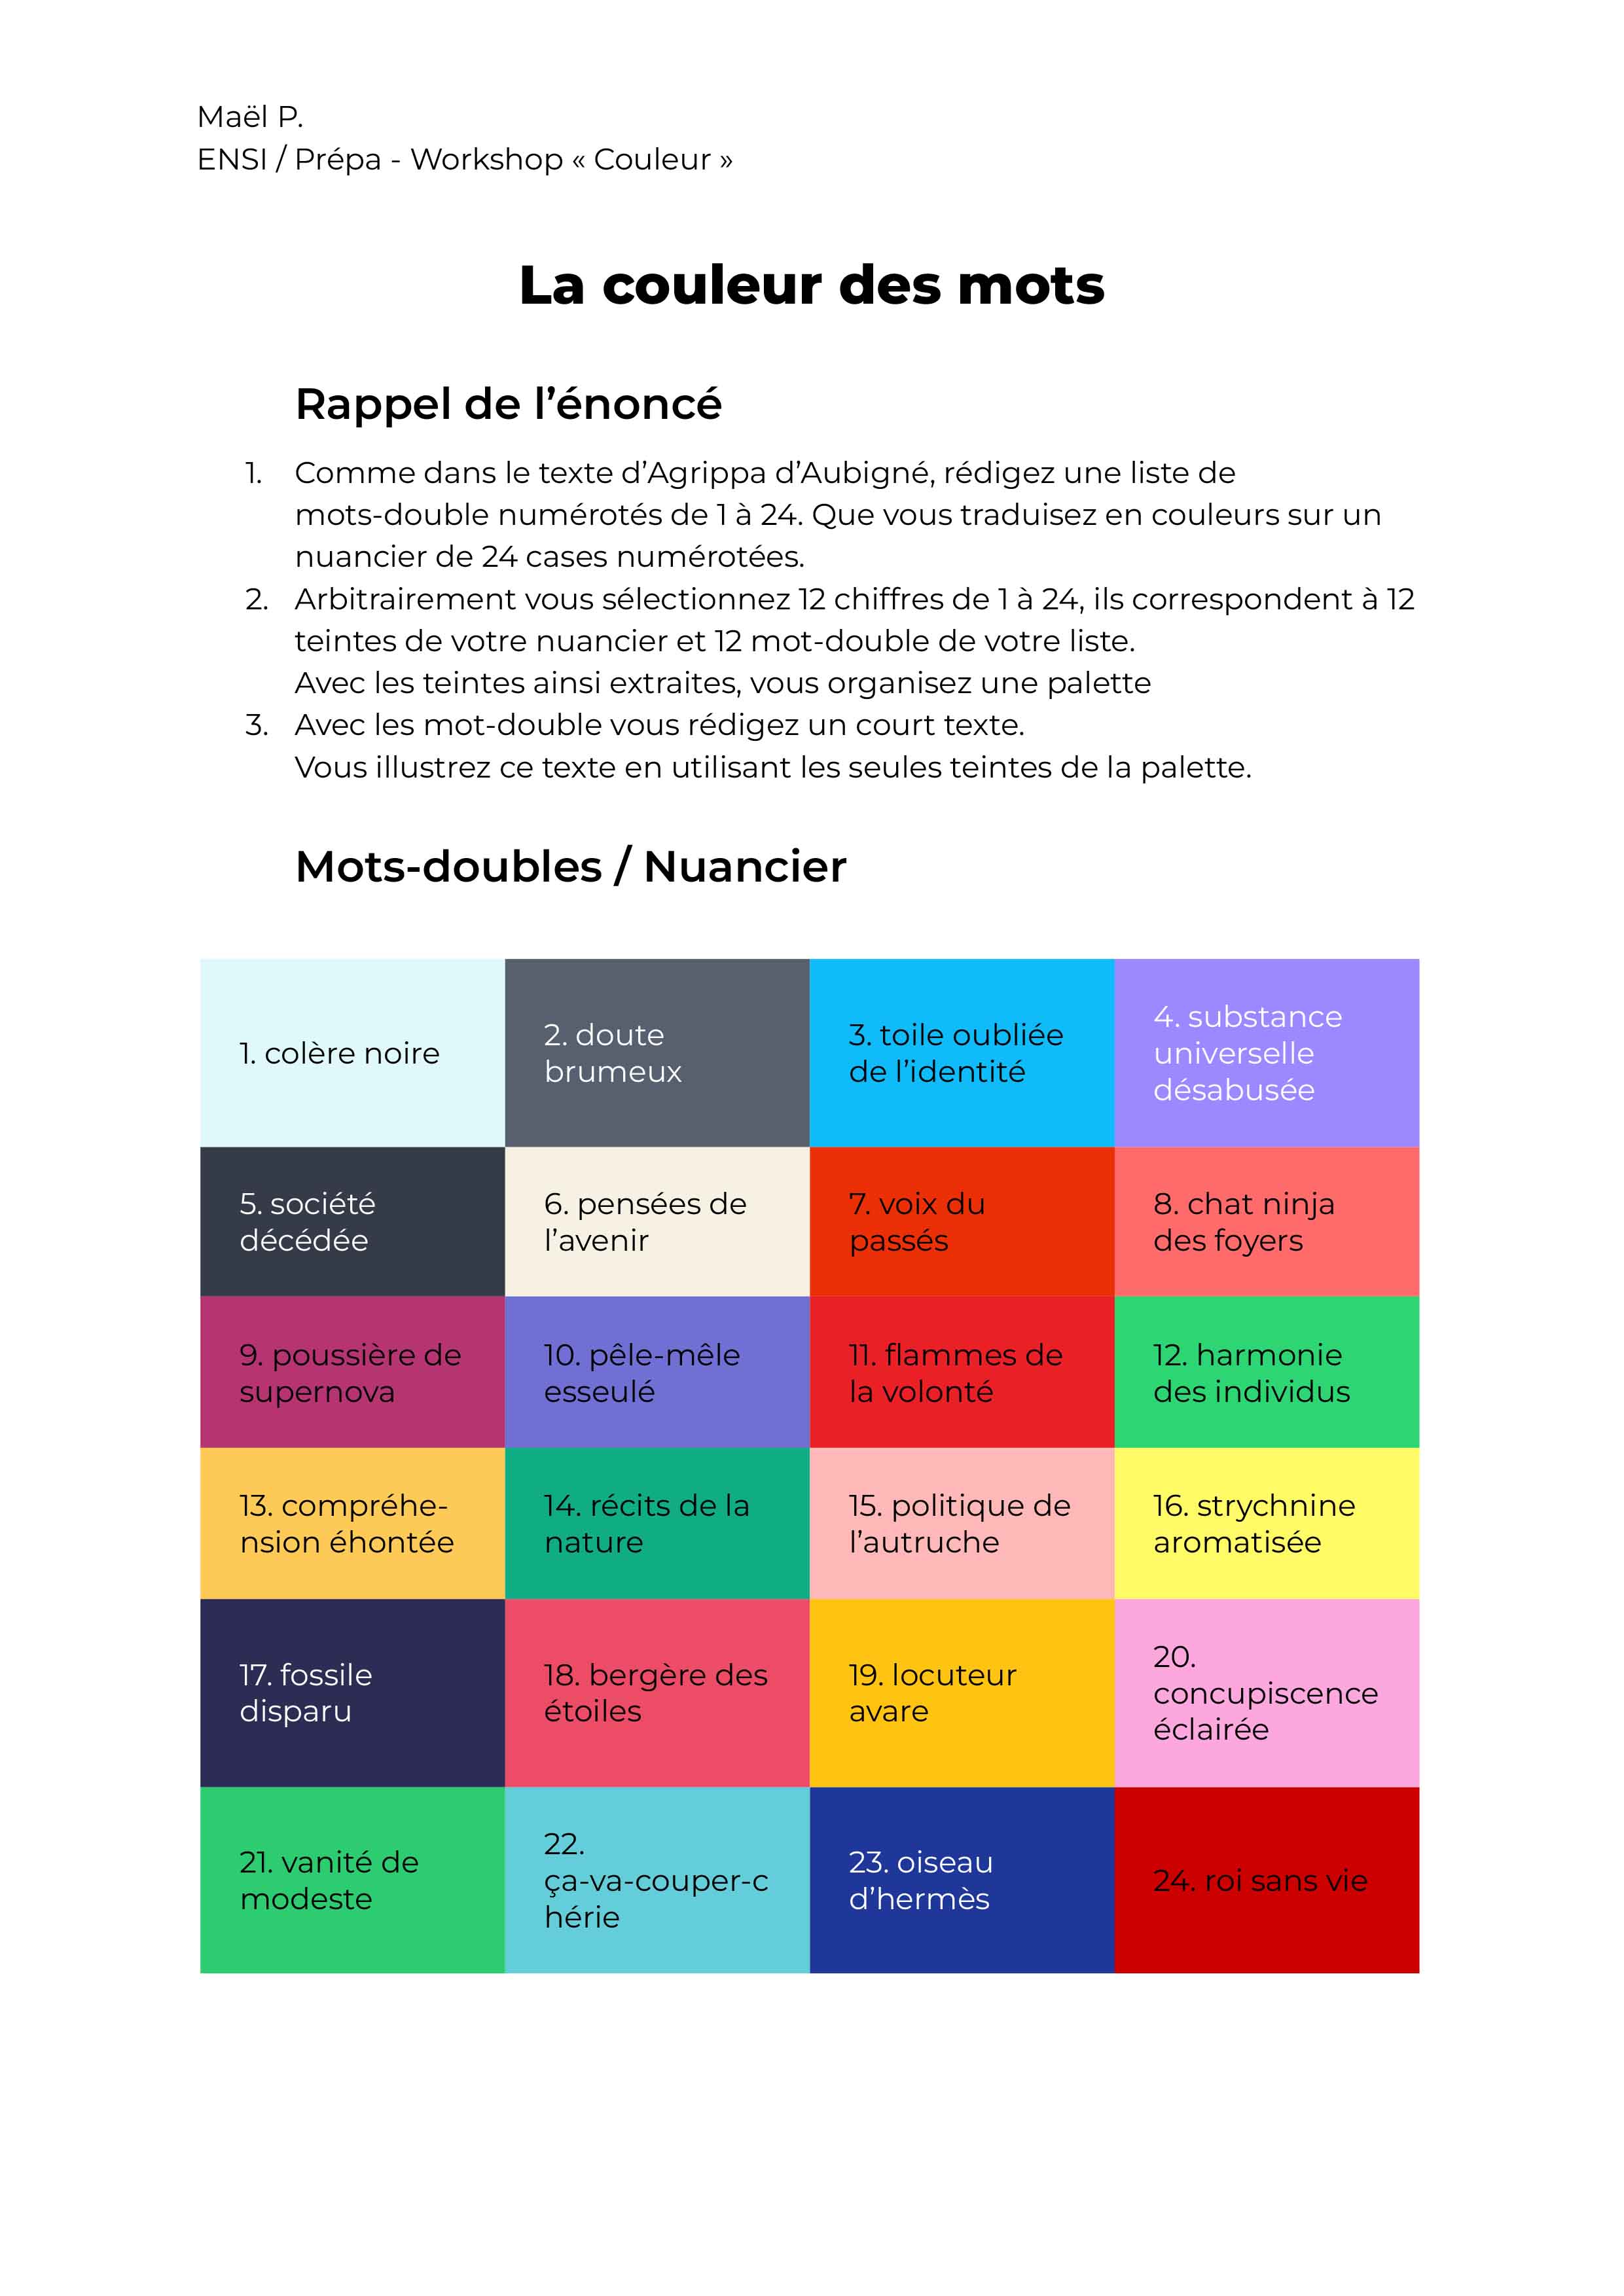 Maël P.
ENSI / Prépa - Workshop « Couleur »
La couleur des mots
Rappel de l’énoncé
1. Comme dans le texte d’Agrippa d’Aubigné, rédigez une liste de
mots-double numérotés de 1 à 24. Que vous traduisez en couleurs sur un
nuancier de 24 cases numérotées.
2. Arbitrairement vous sélectionnez 12 chiffres de 1 à 24, ils correspondent à 12
teintes de votre nuancier et 12 mot-double de votre liste.
Avec les teintes ainsi extraites, vous organisez une palette
3. Avec les mot-double vous rédigez un court texte.
Vous illustrez ce texte en utilisant les seules teintes de la palette.
Mots-doubles / Nuancier
1. colère noire
2. doute
brumeux
3. toile oubliée
de l’identité
4. substance
universelle
désabusée
5. société
décédée
6. pensées de
l’avenir
7. voix du
passés
8. chat ninja
des foyers
9. poussière de
supernova
10. pêle-mêle
esseulé
11. flammes de
la volonté
12. harmonie
des individus
13. compréhe-
nsion éhontée
14. récits de la
nature
15. politique de
l’autruche
16. strychnine
aromatisée
17. fossile
disparu
18. bergère des
étoiles
19. locuteur
avare
20.
concupiscence
éclairée
21. vanité de
modeste
22.
ça-va-couper-c
hérie
23. oiseau
d’hermès
24. roi sans vie